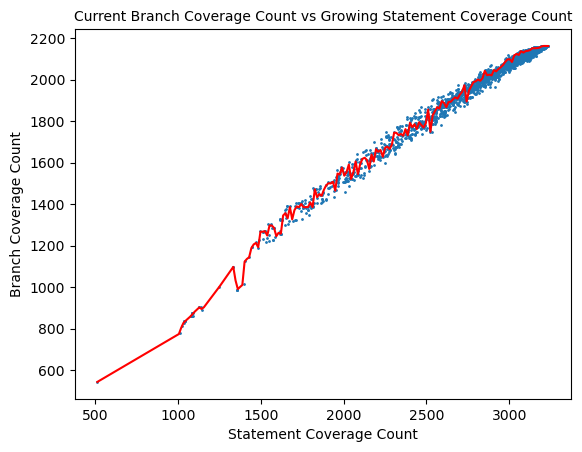 Current Branch Coverage Count vs Growing Statement Coverage Count
2200
2000
1800
1600
1400
1200
1000
800
600
Branch Coverage Count
500 1000 1500 2000 2500 3000
Statement Coverage Count